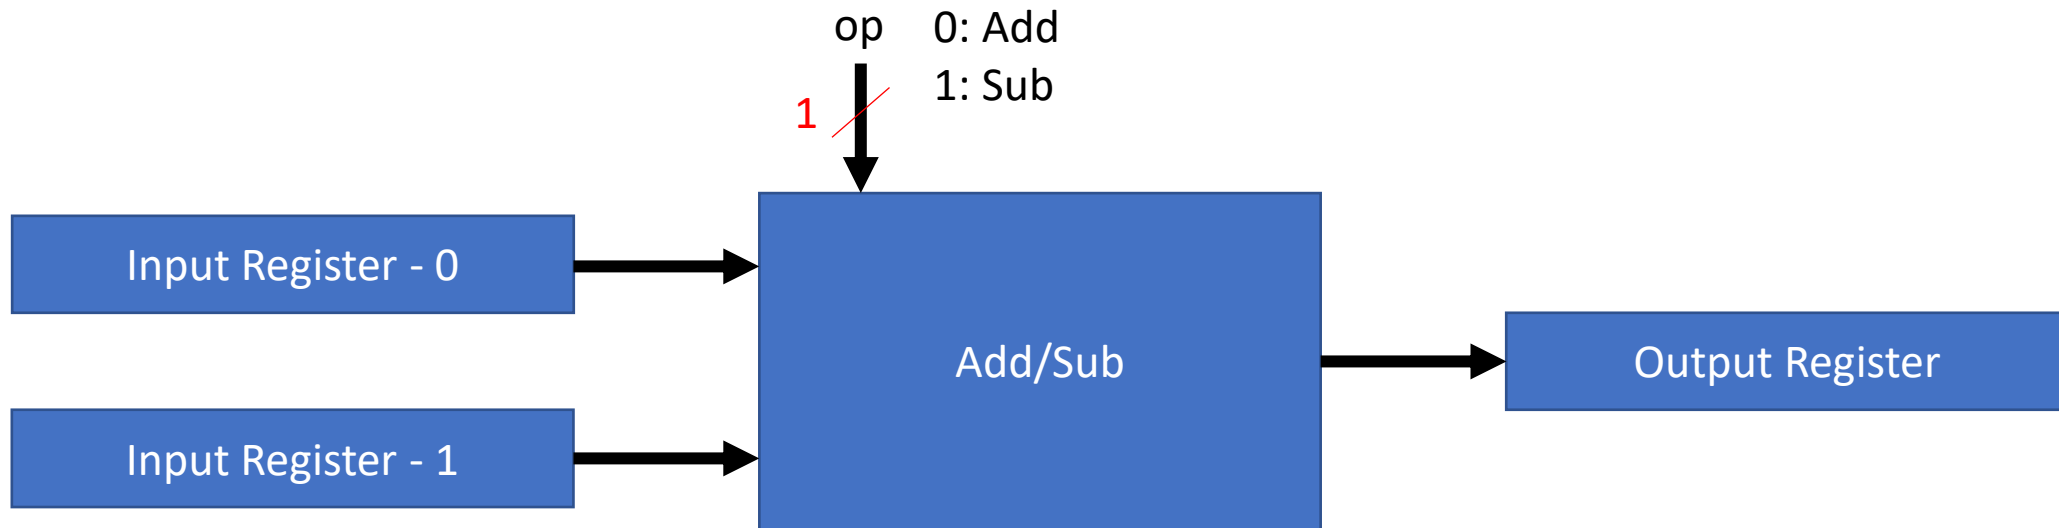 op
0: Add
1: Sub
1
Input Register - 0
Add/Sub
Output Register
Input Register - 1